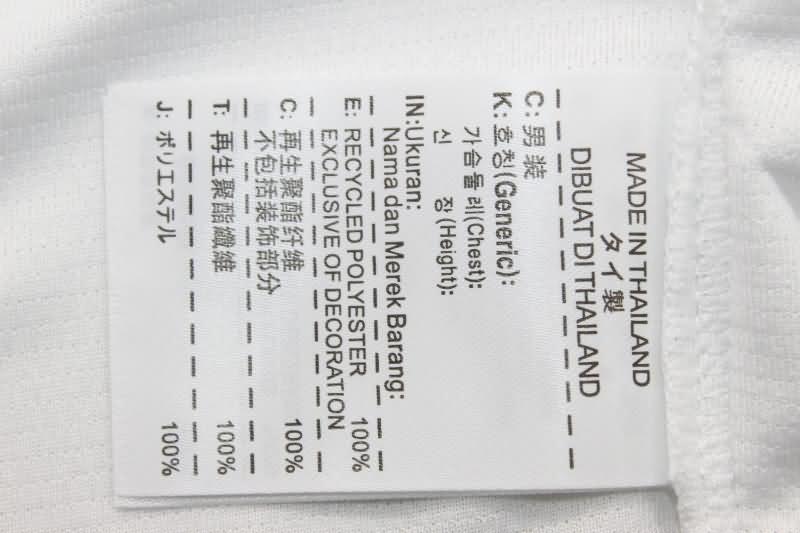 MADE IN THAILAND
タイ製
DIBUAT DI THAILAND
C: 男装
K: 호칭(Generic):
가슴둘레(Chest):
신 장(Height):
IN:Ukuran:
Nama dan Merek Barang:
E: RECYCLED POLYESTER 100%
EXCLUSIVE OF DECORATION
C: 再生聚酯纤维 100%
不包括装饰部分
T: 再生聚酯纖維 100%
J: ポリエステル 100%